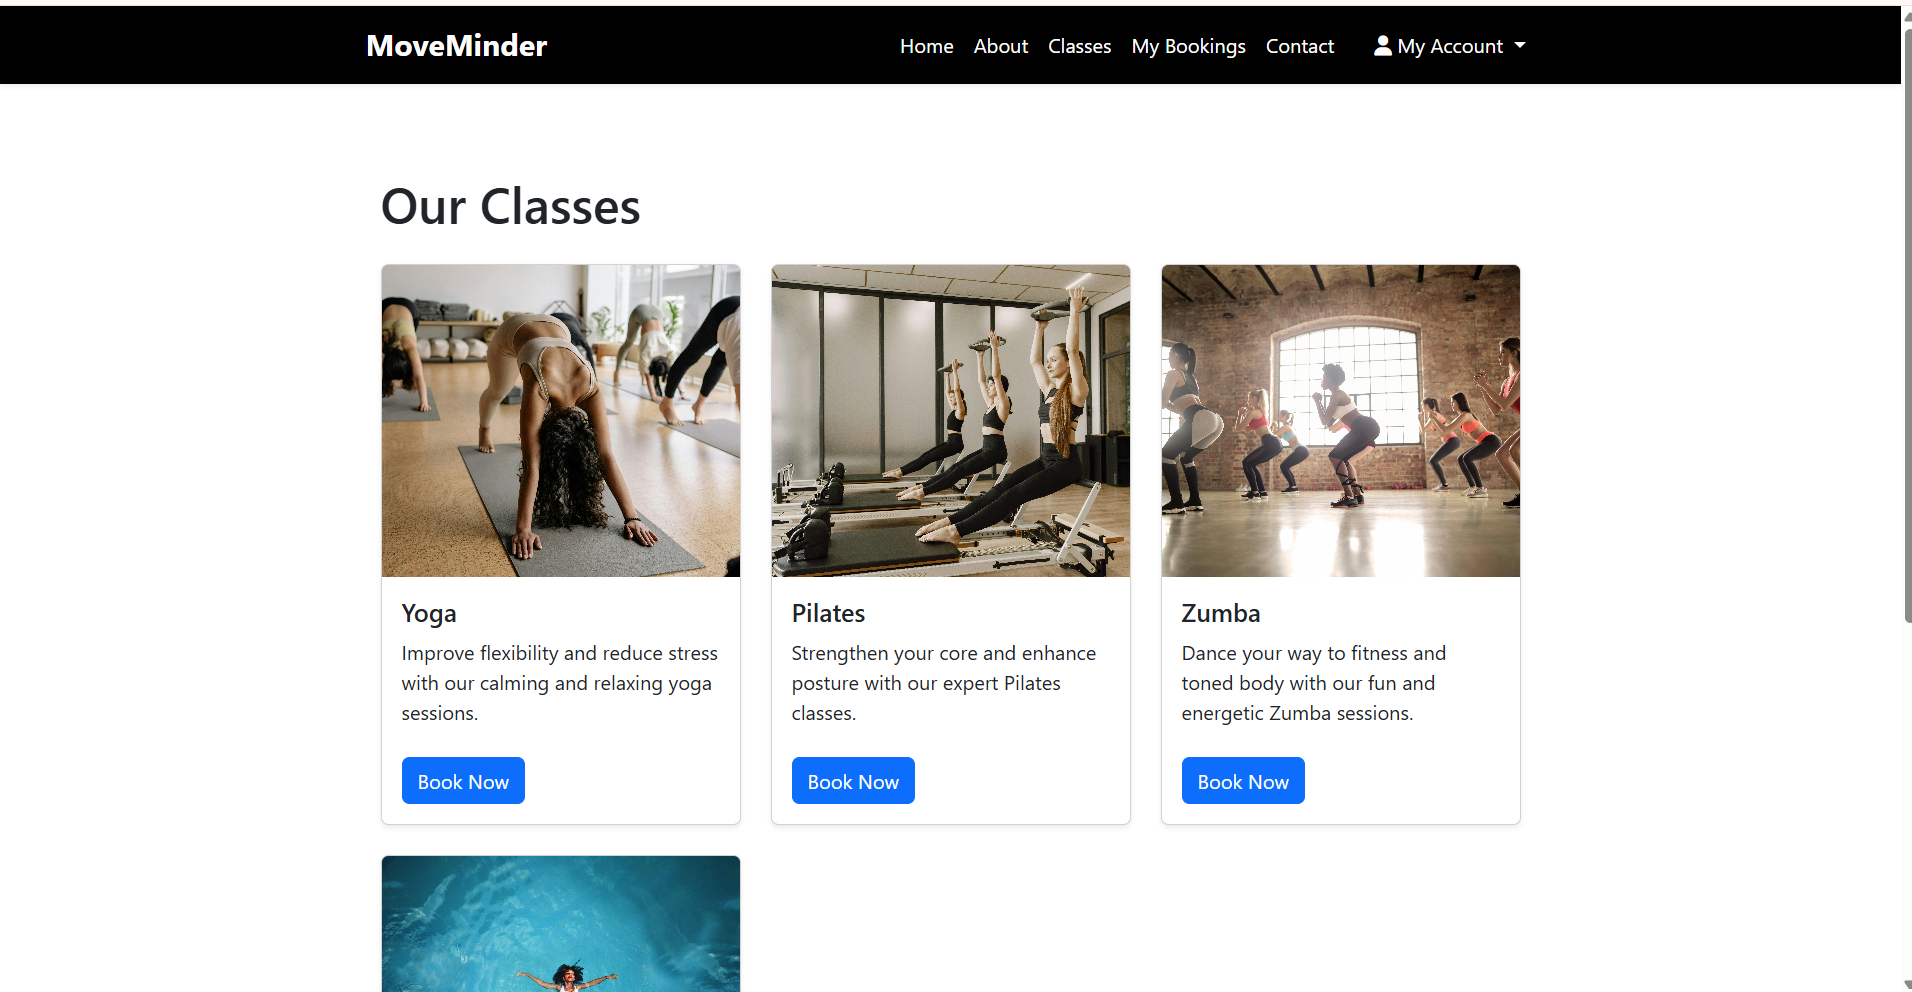 MoveMinder
Home About Classes My Bookings Contact My Account
Our Classes
Yoga
Improve flexibility and reduce stress
with our calming and relaxing yoga
sessions.
Book Now
Pilates
Strengthen your core and enhance
posture with our expert Pilates
classes.
Book Now
Zumba
Dance your way to fitness and
toned body with our fun and
energetic Zumba sessions.
Book Now